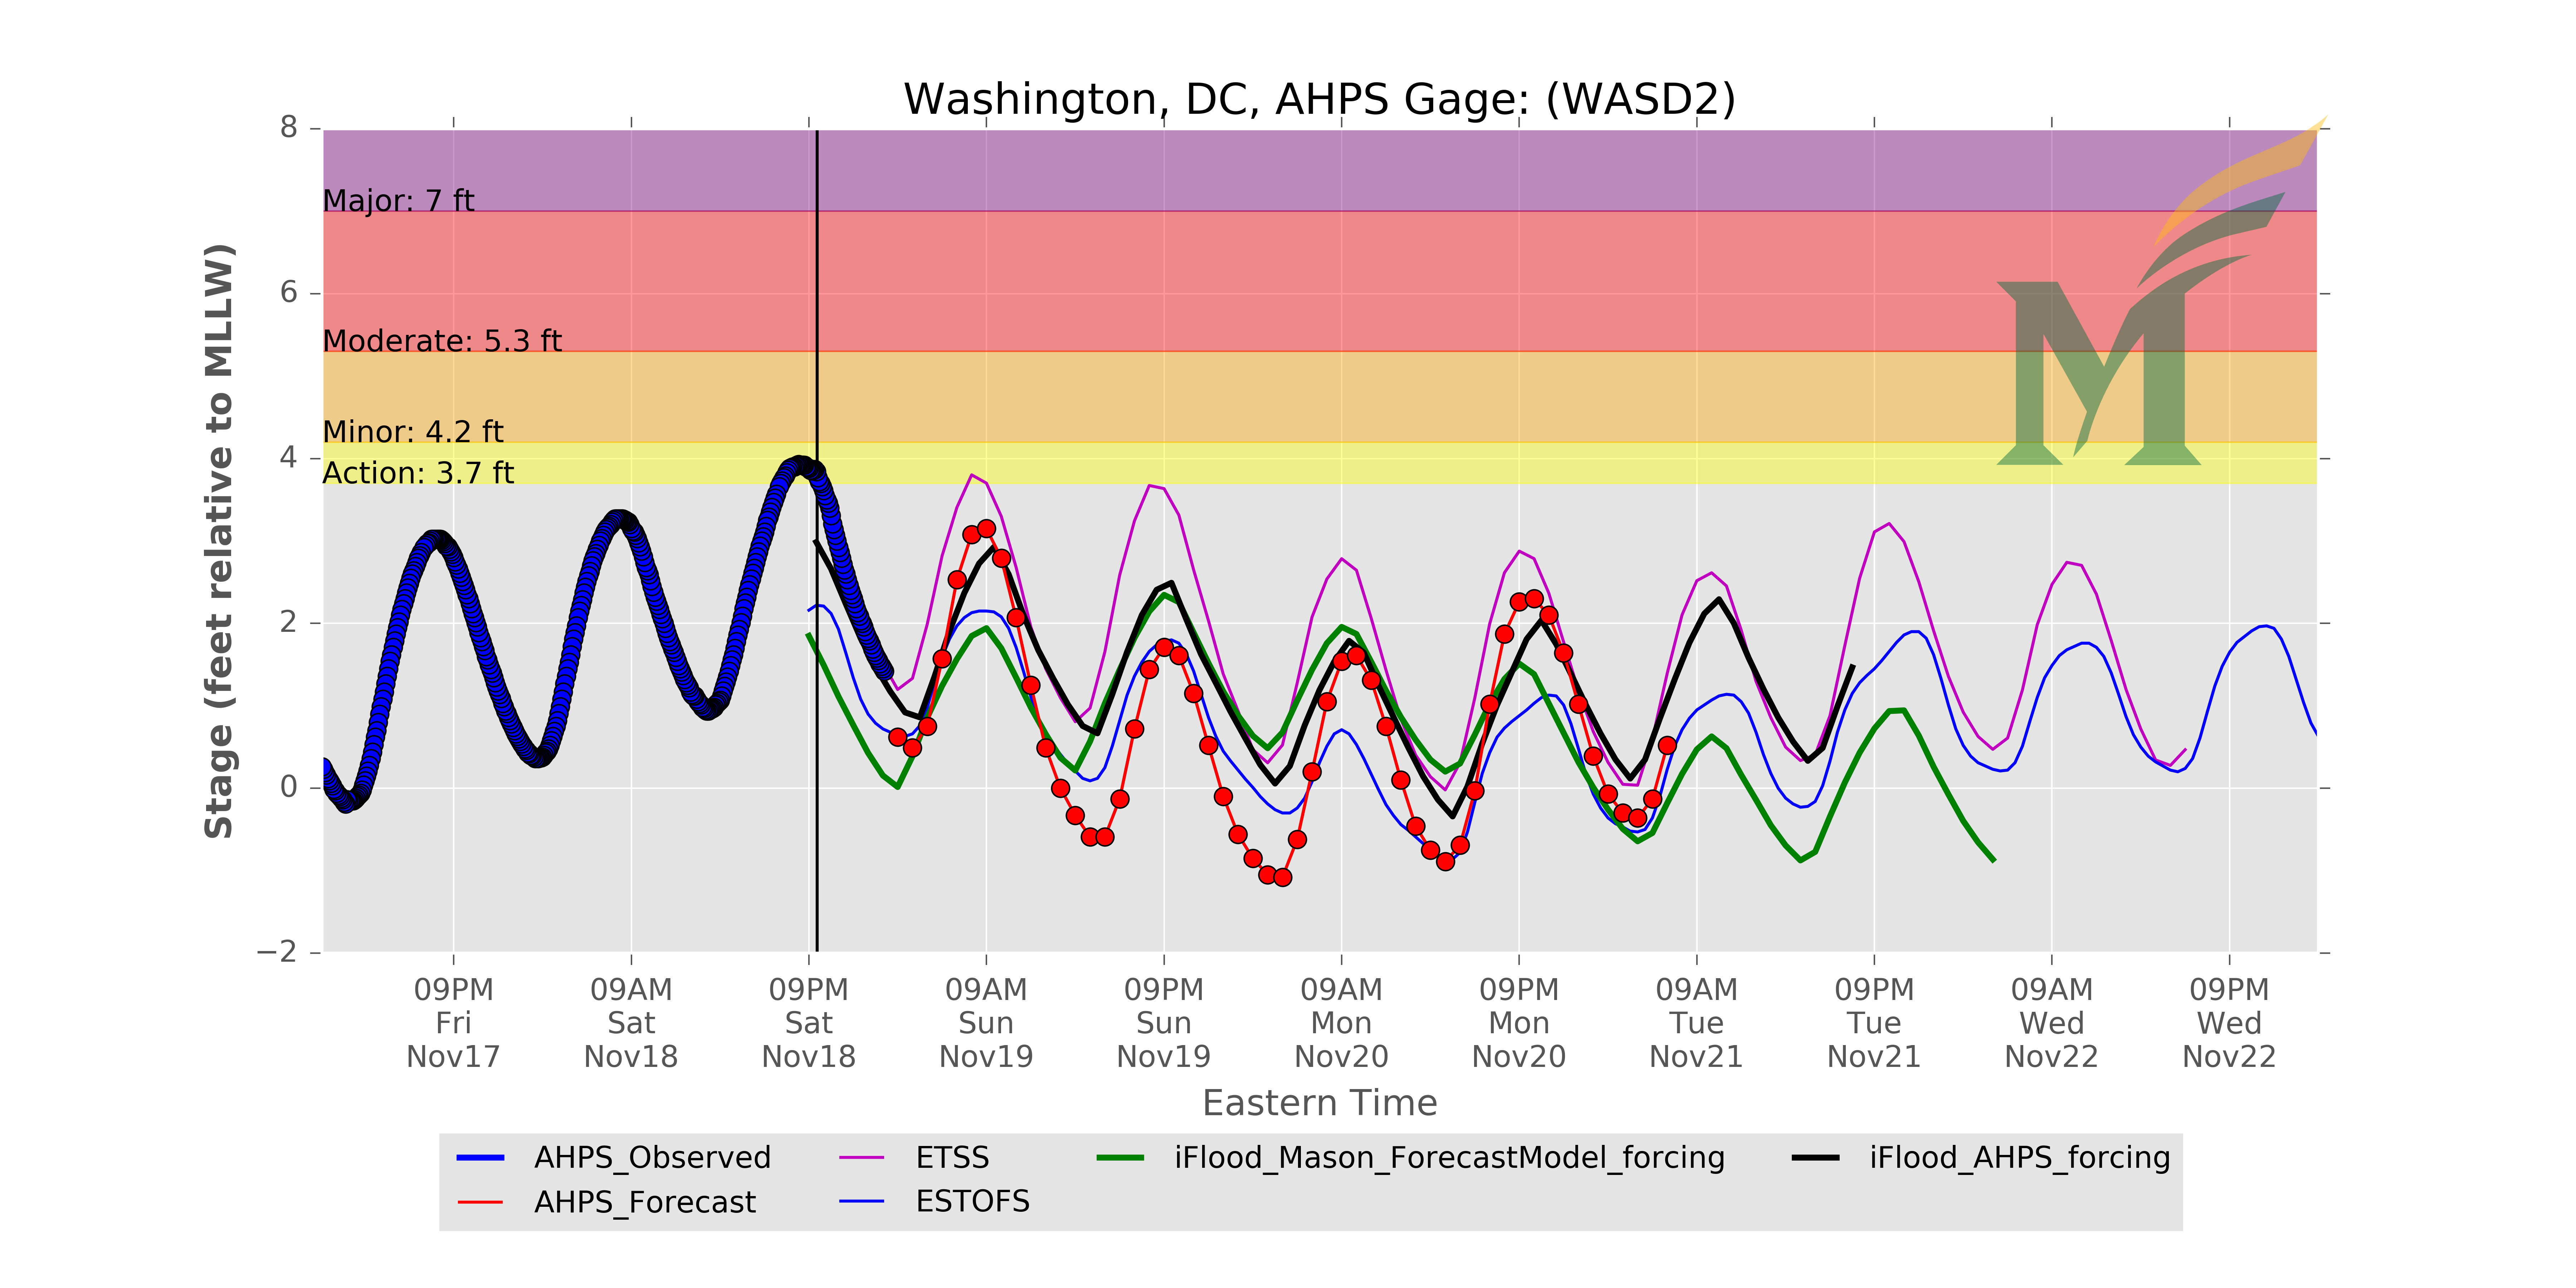 Washington, DC, AHPS Gage: (WASD2)
8
Major: 7 ft
6
Moderate: 5.3 ft
Minor: 4.2 ft
4
Action: 3.7 ft
2
0
−2
Stage (feet relative to MLLW)
09PM 09AM 09PM 09AM 09PM 09AM 09PM 09AM 09PM 09AM 09PM
Fri Sat Sat Sun Sun Mon Mon Tue Tue Wed Wed
Nov17 Nov18 Nov18 Nov19 Nov19 Nov20 Nov20 Nov21 Nov21 Nov22 Nov22
Eastern Time
AHPS_Observed ETSS iFlood_Mason_ForecastModel_forcing iFlood_AHPS_forcing
AHPS_Forecast ESTOFS